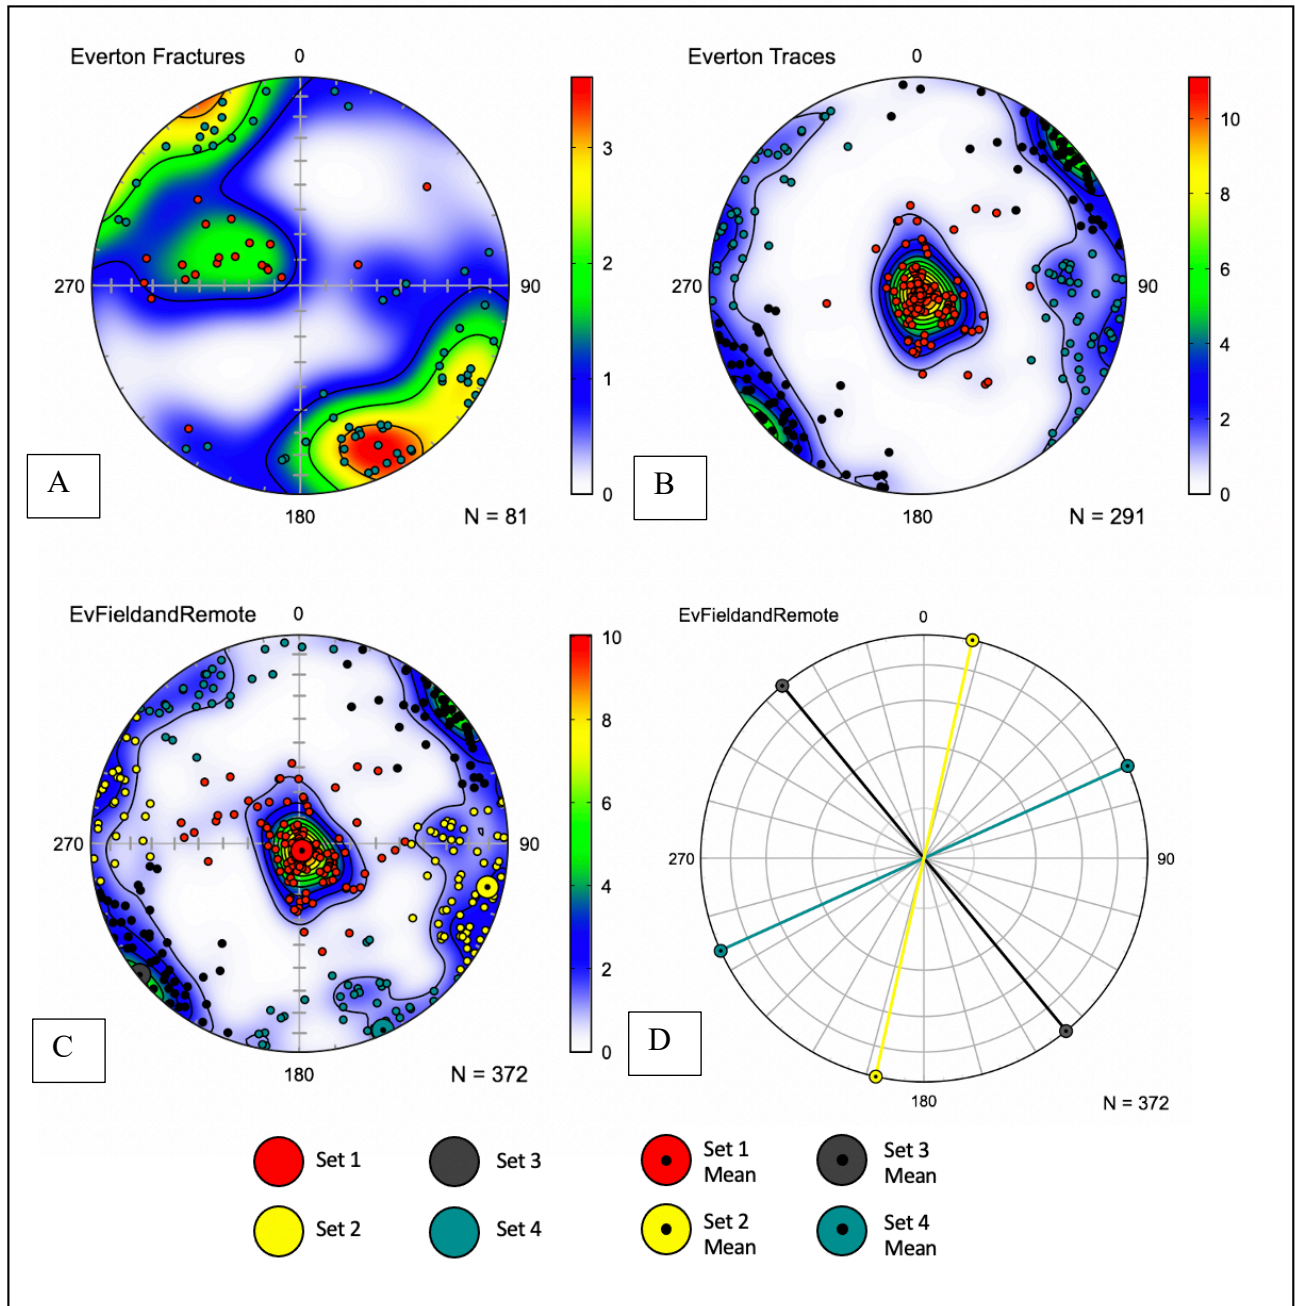 Everton Fractures
0
270
90
180
3
2
1
0
N = 81
A
Everton Traces
0
270
90
180
10
8
6
4
2
0
N = 291
B
EvFieldandRemote
0
270
90
180
10
8
6
4
2
0
N = 372
C
EvFieldandRemote
0
270
90
180
N = 372
D
Set 1
Set 3
Set 2
Set 4
Set 1
Mean
Set 3
Mean
Set 2
Mean
Set 4
Mean